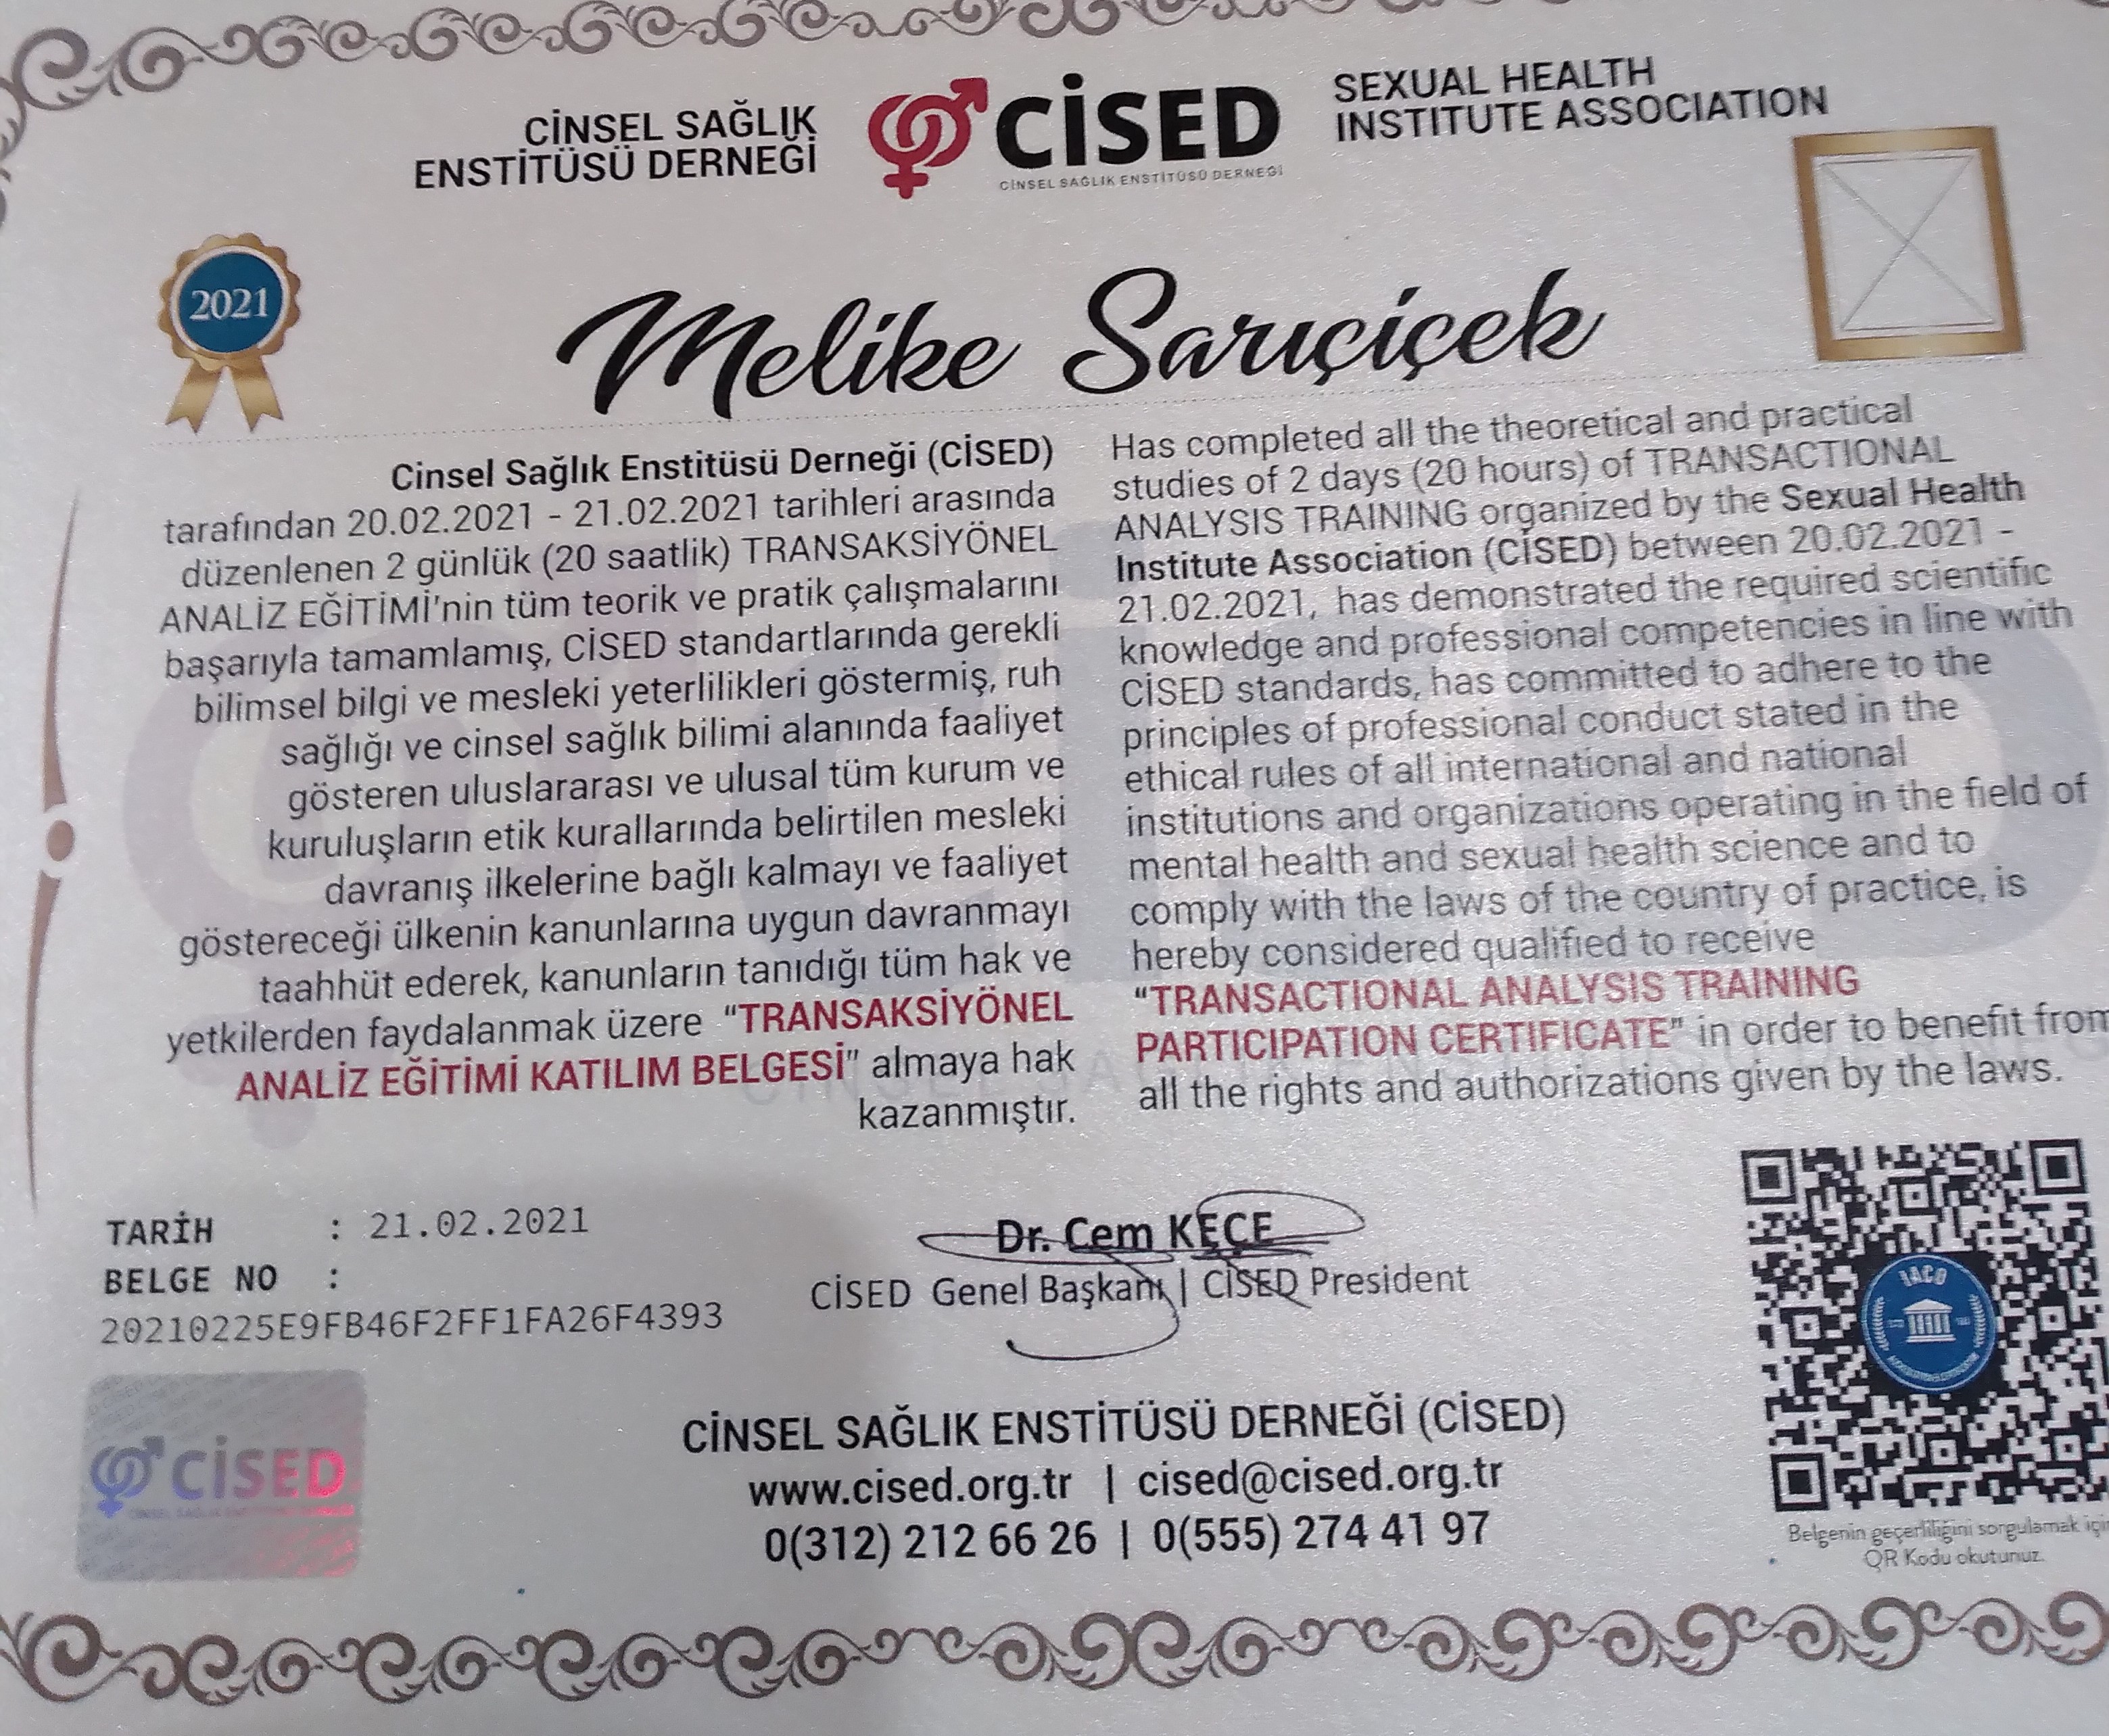 CİNSEL SAĞLIK
ENSTİTÜSÜ DERNEĞİ
CİSED
CİNSEL SAĞLIK ENSTİTÜSÜ DERNEĞİ
SEXUAL HEALTH
INSTITUTE ASSOCIATION
2021
Melike Sarıçiçek
Cinsel Sağlık Enstitüsü Derneği (CİSED)
tarafından 20.02.2021 - 21.02.2021 tarihleri arasında
düzenlenen 2 günlük (20 saatlik) TRANSAKSİYÖNEL
ANALİZ EĞİTİMİ'nin tüm teorik ve pratik çalışmalarını
başarıyla tamamlamış, CİSED standartlarında gerekli
bilimsel bilgi ve mesleki yeterlilikleri göstermiş, ruh
sağlığı ve cinsel sağlık bilimi alanında faaliyet
gösteren uluslararası ve ulusal tüm kurum ve
kuruluşların etik kurallarında belirtilen mesleki
davranış ilkelerine bağlı kalmayı ve faaliyet
göstereceği ülkenin kanunlarına uygun davranmayı
taahhüt ederek, kanunların tanıdığı tüm hak ve
yetkilerden faydalanmak üzere "TRANSAKSİYÖNEL
ANALİZ EĞİTİMİ KATILIM BELGESİ" almaya hak
kazanmıştır.
Has completed all the theoretical and practical
studies of 2 days (20 hours) of TRANSACTIONAL
ANALYSIS TRAINING organized by the Sexual Health
Institute Association (CİSED) between 20.02.2021 -
21.02.2021, has demonstrated the required scientific
knowledge and professional competencies in line with
CİSED standards, has committed to adhere to the
principles of professional conduct stated in the
ethical rules of all international and national
institutions and organizations operating in the field of
mental health and sexual health science and to
comply with the laws of the country of practice, is
hereby considered qualified to receive
"TRANSACTIONAL ANALYSIS TRAINING
PARTICIPATION CERTIFICATE" in order to benefit from
all the rights and authorizations given by the laws.
TARİH : 21.02.2021
BELGE NO :
20210225E9FB46F2FF1FA26F4393
Dr. Cem KEÇE
CİSED Genel Başkanı | CİSED President
IACO
CİSED
CİNSEL SAĞLIK ENSTİTÜSÜ DERNEĞİ (CİSED)
www.cised.org.tr | cised@cised.org.tr
0(312) 212 66 26 | 0(555) 274 41 97
Belgenin geçerliliğini sorgulamak için
QR Kodu okutunuz.